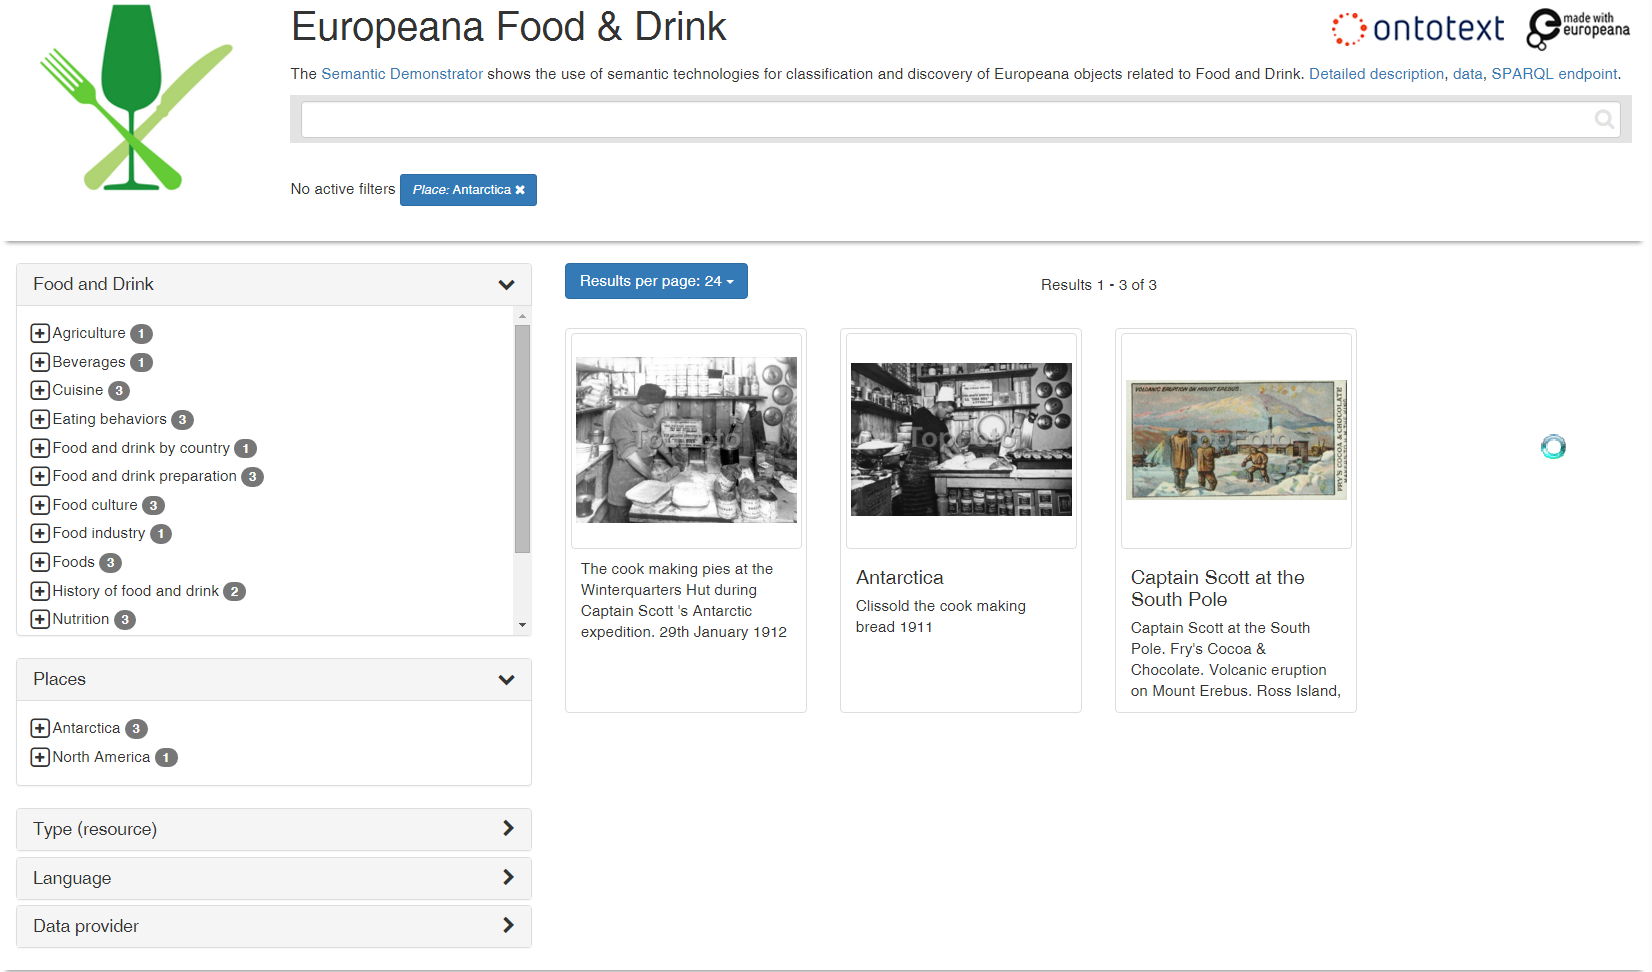 Europeana Food & Drink
ontotext
made with
europeana
The Semantic Demonstrator shows the use of semantic technologies for classification and discovery of Europeana objects related to Food and Drink. Detailed description, data, SPARQL endpoint.
No active filters Place: Antarctica ✖
Food and Drink
Agriculture 1
Beverages 1
Cuisine 3
Eating behaviors 3
Food and drink by country 1
Food and drink preparation 3
Food culture 3
Food industry 1
Foods 3
History of food and drink 2
Nutrition 3
Places
Antarctica 3
North America 1
Type (resource)
Language
Data provider
Results per page: 24
Results 1 - 3 of 3
TopFoto
The cook making pies at the
Winterquarters Hut during
Captain Scott 's Antarctic
expedition. 29th January 1912
TopFoto
Antarctica
Clissold the cook making
bread 1911
VOLCANIC ERUPTION ON MOUNT EREBUS.
TopFoto
FRY'S COCOA & CHOCOLATE
Captain Scott at the
South Pole
Captain Scott at the South
Pole. Fry's Cocoa &
Chocolate. Volcanic eruption
on Mount Erebus. Ross Island,